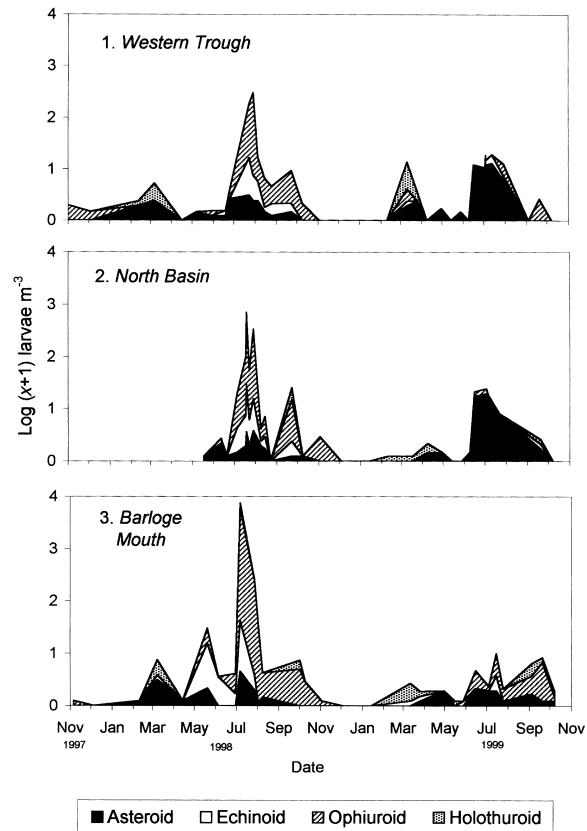 4
3
2
1
0
1. Western Trough
4
3
2
1
0
2. North Basin
Log (x+1) larvae m-3
4
3
2
1
0
3. Barloge
Mouth
Nov Jan Mar May Jul Sep Nov Jan Mar May Jul Sep Nov
1997 1998 1999
Date
Asteroid Echinoid Ophiuroid Holothuroid